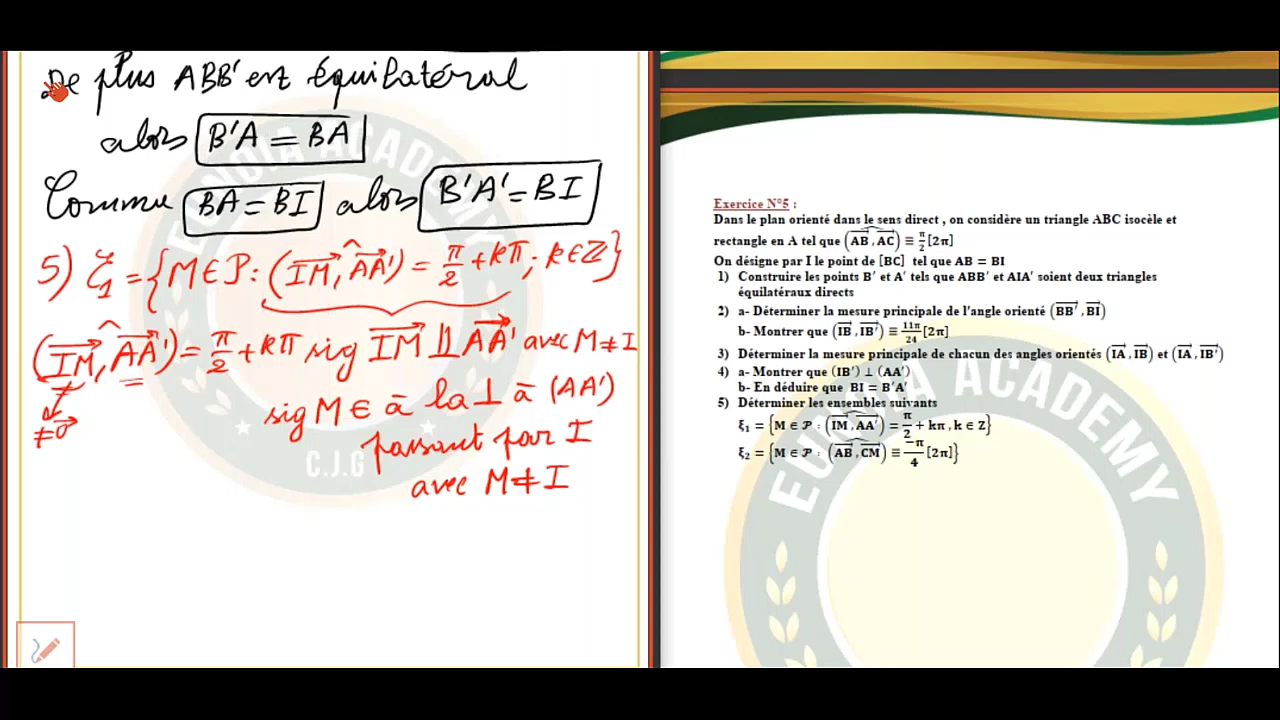 De plus ABB' est équilatéral
alors B'A = BA
Comme BA = BI alors B'A' = BI
5) ξ₁ = {M ∈ P : (IM, AA') = π/2 + kπ ; k ∈ Z}
(IM, AA') = π/2 + kπ sig IM ⊥ AA' avec M ≠ I
≠ 0
sig M ∈ à la ⊥ à (AA')
passant par I
avec M ≠ I
EUNOIA ACADEMY
C.J.G
Exercice N°5 :
Dans le plan orienté dans le sens direct , on considère un triangle ABC isocèle et
rectangle en A tel que (AB , AC) ≡ π/2 [2π]
On désigne par I le point de [BC] tel que AB = BI
1) Construire les points B' et A' tels que ABB' et AIA' soient deux triangles
équilatéraux directs
2) a- Déterminer la mesure principale de l'angle orienté (BB' , BI)
b- Montrer que (IB , IB') ≡ 11π/24 [2π]
3) Déterminer la mesure principale de chacun des angles orientés (IA , IB) et (IA , IB')
4) a- Montrer que (IB') ⊥ (AA')
b- En déduire que BI = B'A'
5) Déterminer les ensembles suivants
ξ₁ = {M ∈ P : (IM , AA') = π/2 + kπ, k ∈ Z}
ξ₂ = {M ∈ P : (AB , CM) ≡ -π/4 [2π]}
EUNOIA ACADEMY